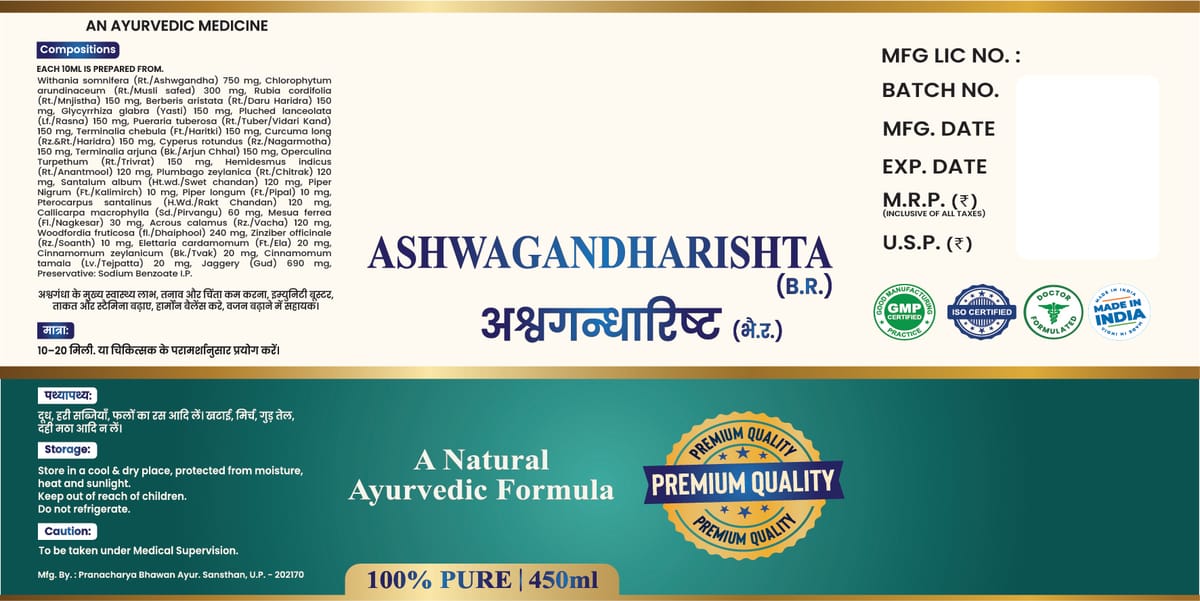 AN AYURVEDIC MEDICINE
Compositions
EACH 10ML IS PREPARED FROM.
Withania somnifera (Rt./Ashwgandha) 750 mg, Chlorophytum
arundinaceum (Rt./Musli safed) 300 mg, Rubia cordifolia
(Rt./Mnjistha) 150 mg, Berberis aristata (Rt./Daru Haridra) 150
mg, Glycyrrhiza glabra (Yasti) 150 mg, Pluched lanceolata
(Lf./Rasna) 150 mg, Pueraria tuberosa (Rt./Tuber/Vidari Kand)
150 mg, Terminalia chebula (Ft./Haritki) 150 mg, Curcuma long
(Rz.&Rt./Haridra) 150 mg, Cyperus rotundus (Rz./Nagarmotha)
150 mg, Terminalia arjuna (Bk./Arjun Chhal) 150 mg, Operculina
Turpethum (Rt./Trivrat) 150 mg, Hemidesmus indicus
(Rt./Anantmool) 120 mg, Plumbago zeylanica (Rt./Chitrak) 120
mg, Santalum album (Ht.wd./Swet chandan) 120 mg, Piper
Nigrum (Ft./Kalimirch) 10 mg, Piper longum (Ft./Pipal) 10 mg,
Pterocarpus santalinus (H.Wd./Rakt Chandan) 120 mg,
Callicarpa macrophylla (Sd./Pirvangu) 60 mg, Mesua ferrea
(Fl./Nagkesar) 30 mg, Acrous calamus (Rz./Vacha) 120 mg,
Woodfordia fruticosa (fl./Dhaiphool) 240 mg, Zinziber officinale
(Rz./Soanth) 10 mg, Elettaria cardamomum (Ft./Ela) 20 mg,
Cinnamomum zeylanicum (Bk./Tvak) 20 mg, Cinnamomum
tamala (Lv./Tejpatta) 20 mg, Jaggery (Gud) 690 mg,
Preservative: Sodium Benzoate I.P.
अश्वगंधा के मुख्य स्वास्थ्य लाभ, तनाव और चिंता कम करना, इम्युनिटी बूस्टर,
ताकत और स्टेमिना बढ़ाए, हार्मोन बैलेंस करे, वजन बढ़ाने में सहायक।
मात्रा:
10–20 मिली. या चिकित्सक के परामर्शानुसार प्रयोग करें।
पथ्यापथ्य:
दूध, हरी सब्जियाँ, फलों का रस आदि लें। खटाई, मिर्च, गुड़ तेल,
दही मठा आदि न लें।
Storage:
Store in a cool & dry place, protected from moisture,
heat and sunlight.
Keep out of reach of children.
Do not refrigerate.
Caution:
To be taken under Medical Supervision.
Mfg. By. : Pranacharya Bhawan Ayur. Sansthan, U.P. - 202170
ASHWAGANDHARISHTA
(B.R.)
अश्वगन्धारिष्ट (भै.र.)
A Natural
Ayurvedic Formula
100% PURE | 450ml
PREMIUM QUALITY
PREMIUM QUALITY
PREMIUM QUALITY
MFG LIC NO. :
BATCH NO.
MFG. DATE
EXP. DATE
M.R.P. (₹)
(INCLUSIVE OF ALL TAXES)
U.S.P. (₹)
GOOD MANUFACTURING
GMP
CERTIFIED
PRACTICE
ISO CERTIFIED
DOCTOR
FORMULATED
MADE IN INDIA
MADE IN
INDIA